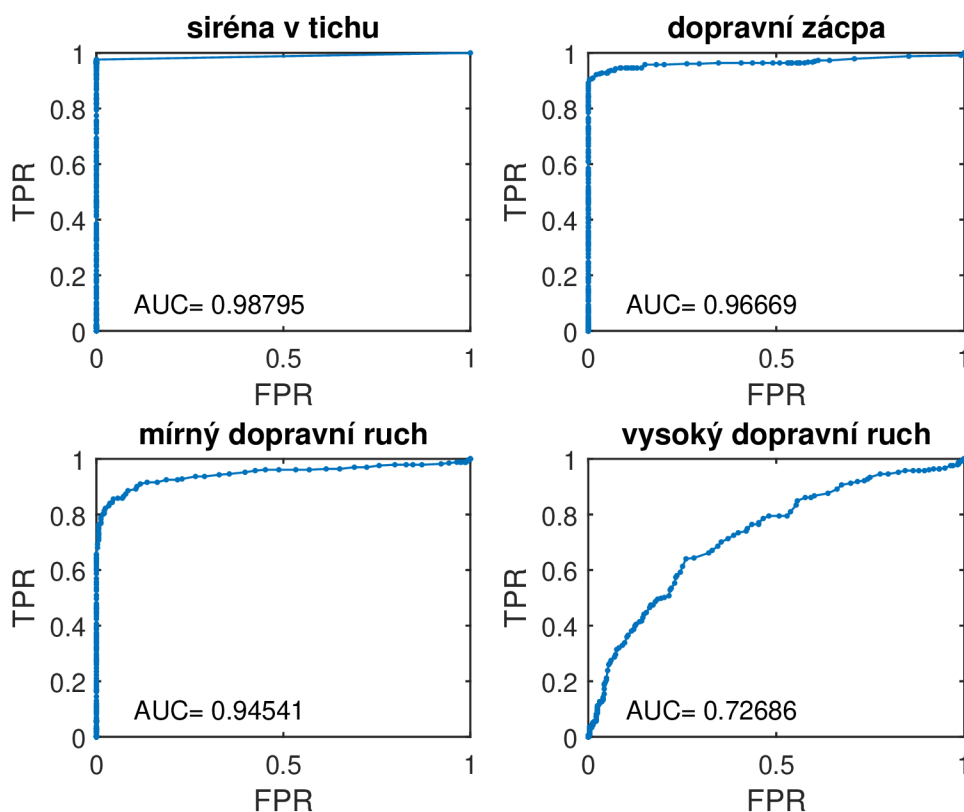 siréna v tichu
1
0.8
0.6
0.4
0.2
0
TPR
AUC= 0.98795
0 0.5 1
FPR
dopravní zácpa
1
0.8
0.6
0.4
0.2
0
TPR
AUC= 0.96669
0 0.5 1
FPR
mírný dopravní ruch
1
0.8
0.6
0.4
0.2
0
TPR
AUC= 0.94541
0 0.5 1
FPR
vysoký dopravní ruch
1
0.8
0.6
0.4
0.2
0
TPR
AUC= 0.72686
0 0.5 1
FPR